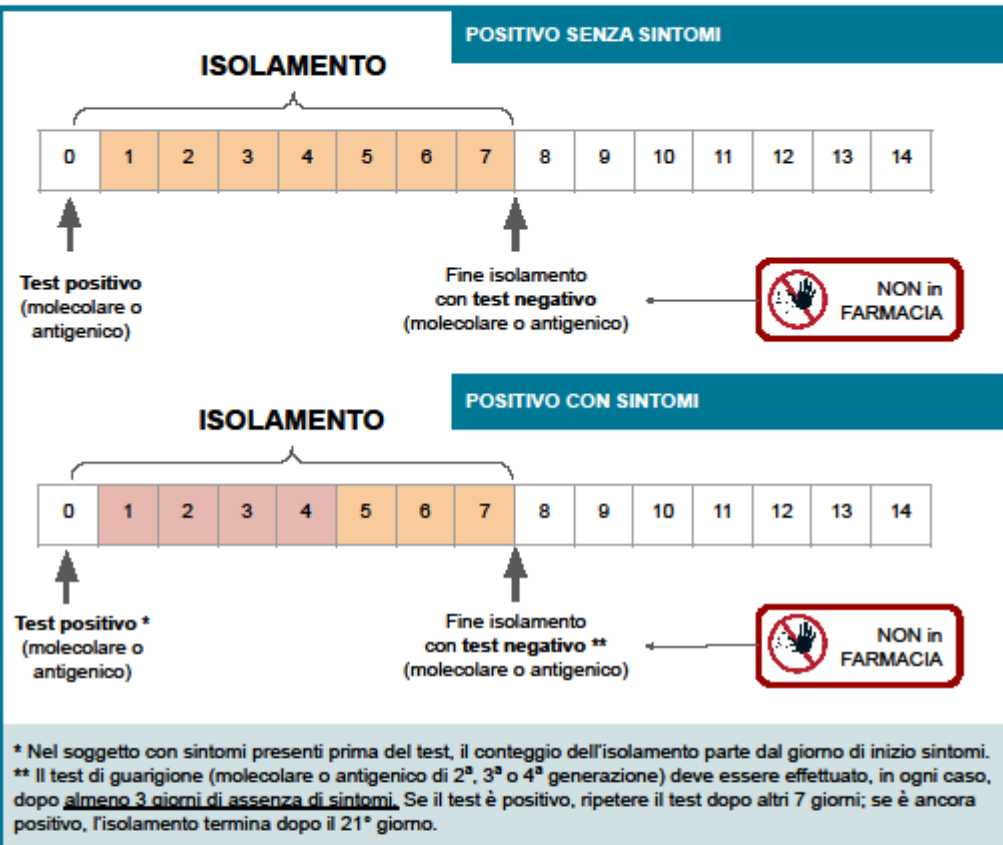 POSITIVO SENZA SINTOMI
ISOLAMENTO
0 1 2 3 4 5 6 7 8 9 10 11 12 13 14
Test positivo
(molecolare o
antigenico)
Fine isolamento
con test negativo
(molecolare o antigenico)
NON in
FARMACIA
POSITIVO CON SINTOMI
ISOLAMENTO
0 1 2 3 4 5 6 7 8 9 10 11 12 13 14
Test positivo *
(molecolare o
antigenico)
Fine isolamento
con test negativo **
(molecolare o antigenico)
NON in
FARMACIA
* Nel soggetto con sintomi presenti prima del test, il conteggio dell'isolamento parte dal giorno di inizio sintomi.
** Il test di guarigione (molecolare o antigenico di 2ª, 3ª o 4ª generazione) deve essere effettuato, in ogni caso,
dopo almeno 3 giorni di assenza di sintomi. Se il test è positivo, ripetere il test dopo altri 7 giorni; se è ancora
positivo, l'isolamento termina dopo il 21° giorno.